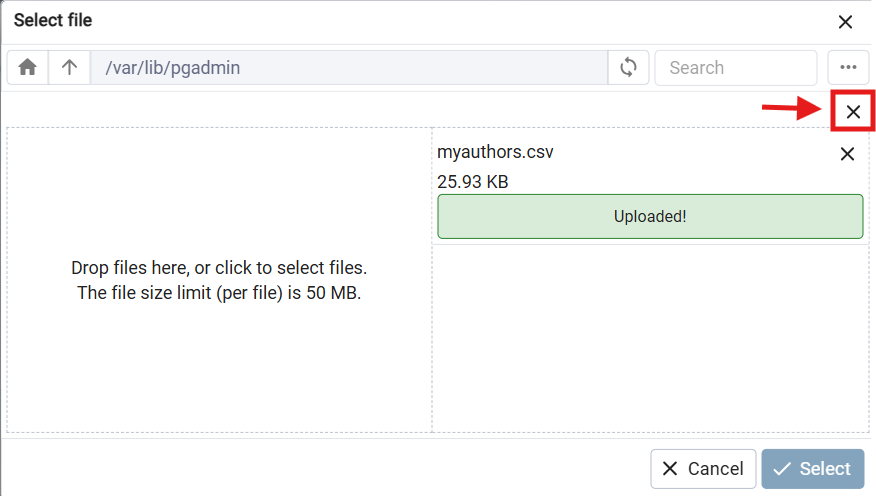 Select file
/var/lib/pgadmin
Search
myauthors.csv
25.93 KB
Uploaded!
Drop files here, or click to select files.
The file size limit (per file) is 50 MB.
Cancel
Select